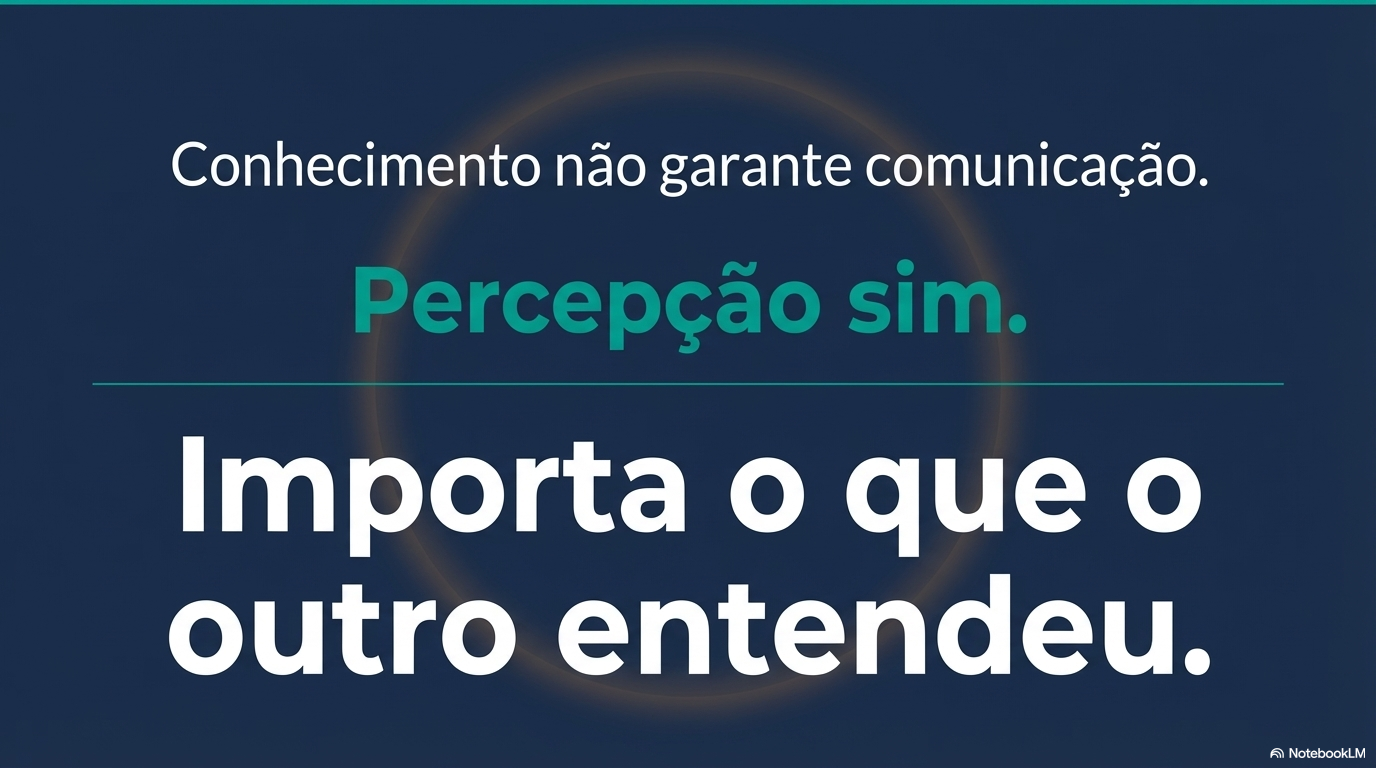 Conhecimento não garante comunicação.
Percepção sim.
Importa o que o
outro entendeu.
NotebookLM